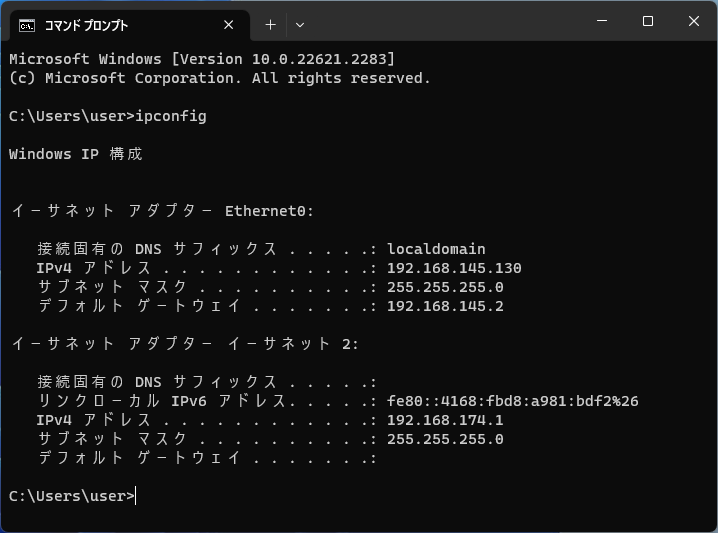 コマンド プロンプト
Microsoft Windows [Version 10.0.22621.2283]
(c) Microsoft Corporation. All rights reserved.
C:\Users\user>ipconfig
Windows IP 構成
イーサネット アダプター Ethernet0:
接続固有の DNS サフィックス . . . . .: localdomain
IPv4 アドレス . . . . . . . . . . . .: 192.168.145.130
サブネット マスク . . . . . . . . . .: 255.255.255.0
デフォルト ゲートウェイ . . . . . . .: 192.168.145.2
イーサネット アダプター イーサネット 2:
接続固有の DNS サフィックス . . . . .:
リンクローカル IPv6 アドレス. . . . .: fe80::4168:fbd8:a981:bdf2%26
IPv4 アドレス . . . . . . . . . . . .: 192.168.174.1
サブネット マスク . . . . . . . . . .: 255.255.255.0
デフォルト ゲートウェイ . . . . . . .:
C:\Users\user>